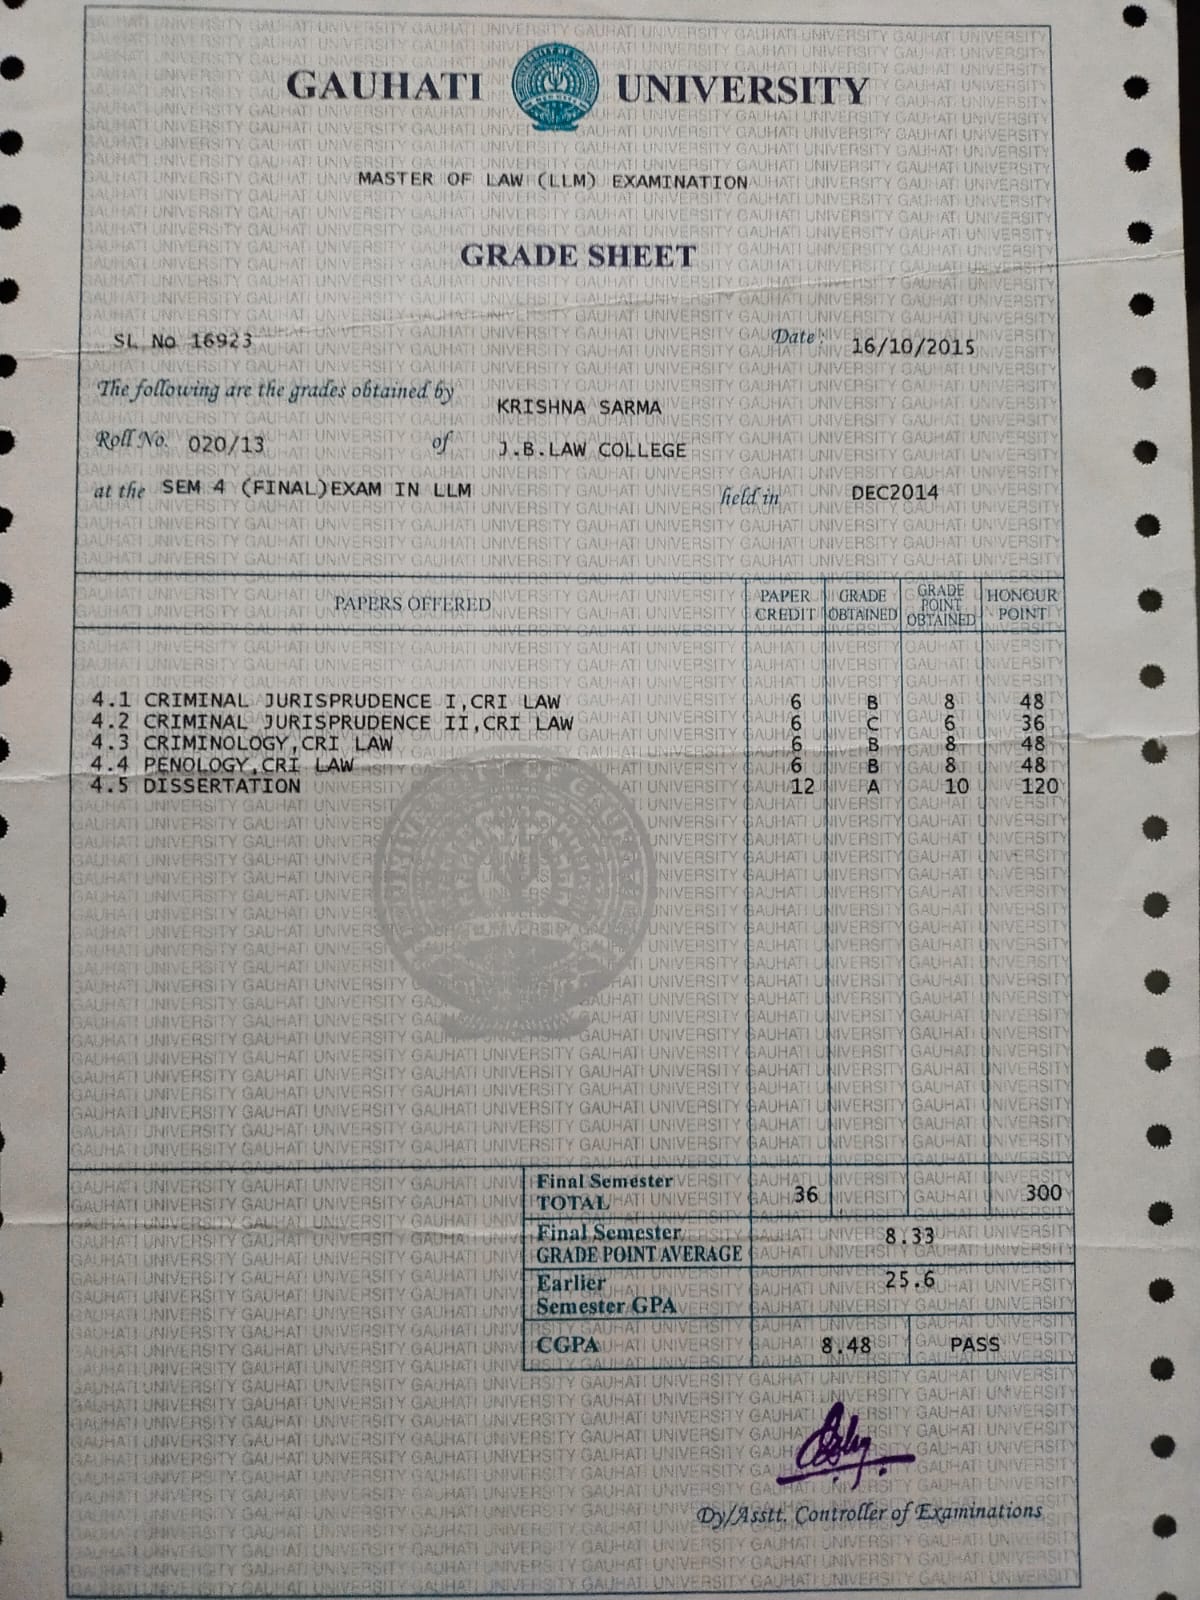 GAUHATI UNIVERSITY
MASTER OF LAW (LLM) EXAMINATION
GRADE SHEET
SL No 16923 Date: 16/10/2015
The following are the grades obtained by KRISHNA SARMA
Roll No. 020/13 of J.B.LAW COLLEGE
at the SEM 4 (FINAL)EXAM IN LLM held in DEC2014
PAPERS OFFERED PAPER CREDIT GRADE OBTAINED GRADE POINT OBTAINED HONOUR POINT
4.1 CRIMINAL JURISPRUDENCE I,CRI LAW 6 B 8 48
4.2 CRIMINAL JURISPRUDENCE II,CRI LAW 6 C 6 36
4.3 CRIMINOLOGY,CRI LAW 6 B 8 48
4.4 PENOLOGY,CRI LAW 6 B 8 48
4.5 DISSERTATION 12 A 10 120
Final Semester TOTAL 36 300
Final Semester GRADE POINT AVERAGE 8.33
Earlier Semester GPA 25.6
CGPA 8.48 PASS
Dy/Asstt. Controller of Examinations